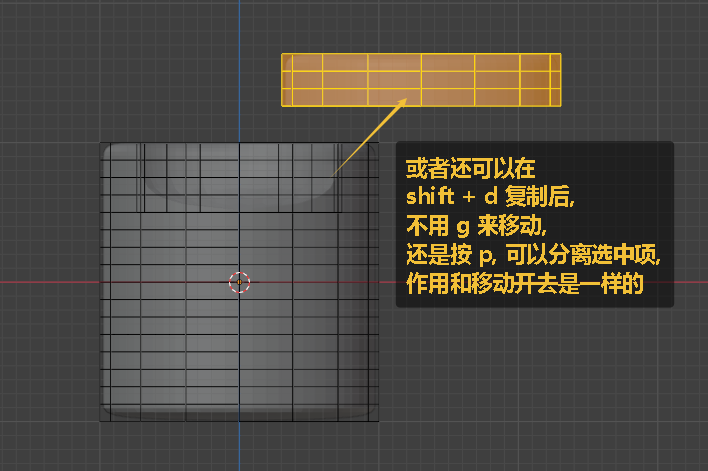 或者还可以在
shift + d 复制后,
不用 g 来移动,
还是按 p, 可以分离选中项,
作用和移动开去是一样的